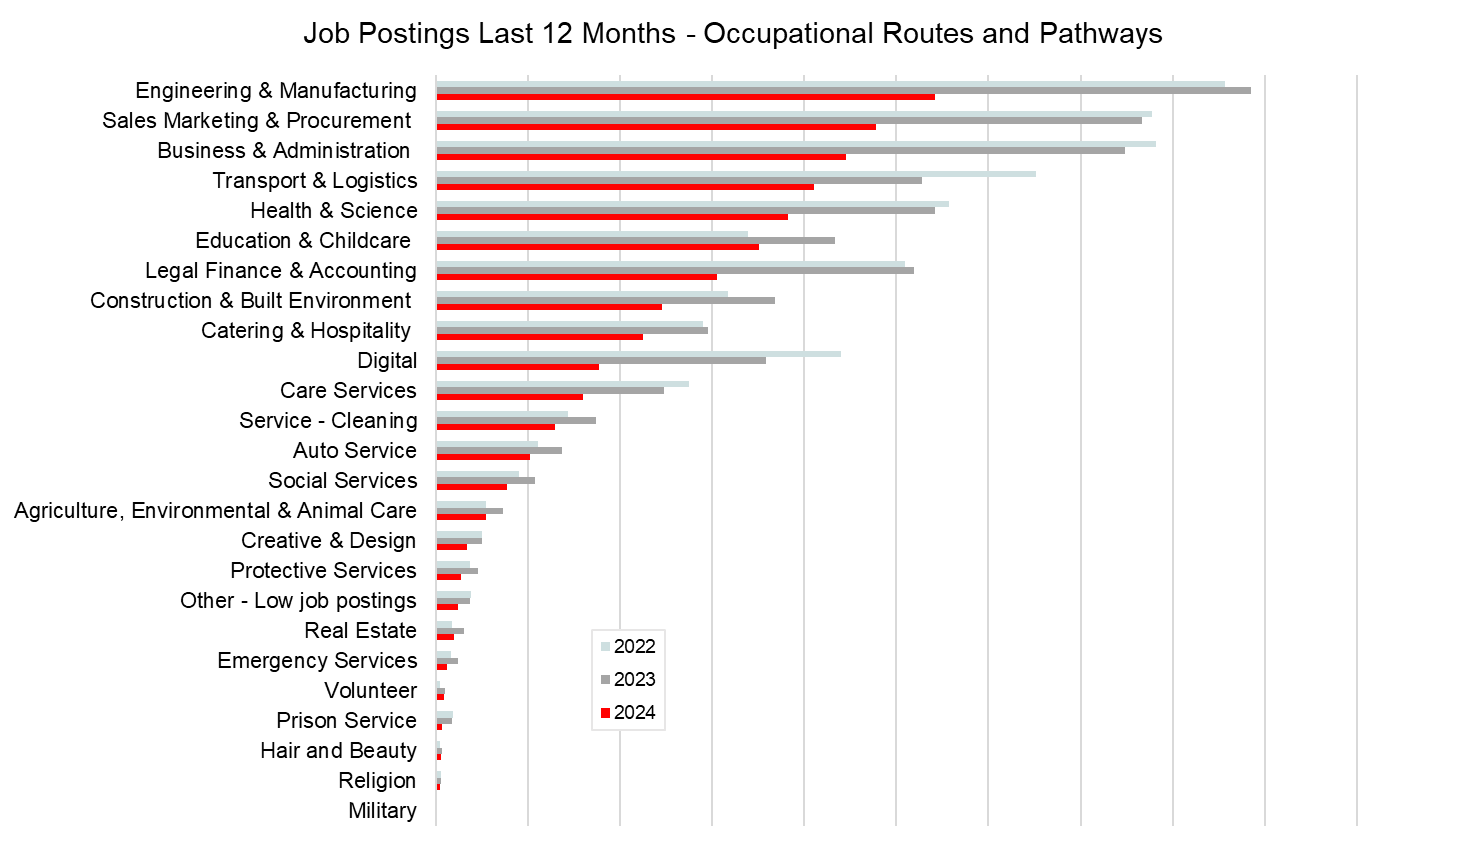 Job Postings Last 12 Months - Occupational Routes and Pathways
Engineering & Manufacturing
Sales Marketing & Procurement
Business & Administration
Transport & Logistics
Health & Science
Education & Childcare
Legal Finance & Accounting
Construction & Built Environment
Catering & Hospitality
Digital
Care Services
Service - Cleaning
Auto Service
Social Services
Agriculture, Environmental & Animal Care
Creative & Design
Protective Services
Other - Low job postings
Real Estate
Emergency Services
Volunteer
Prison Service
Hair and Beauty
Religion
Military
2022
2023
2024